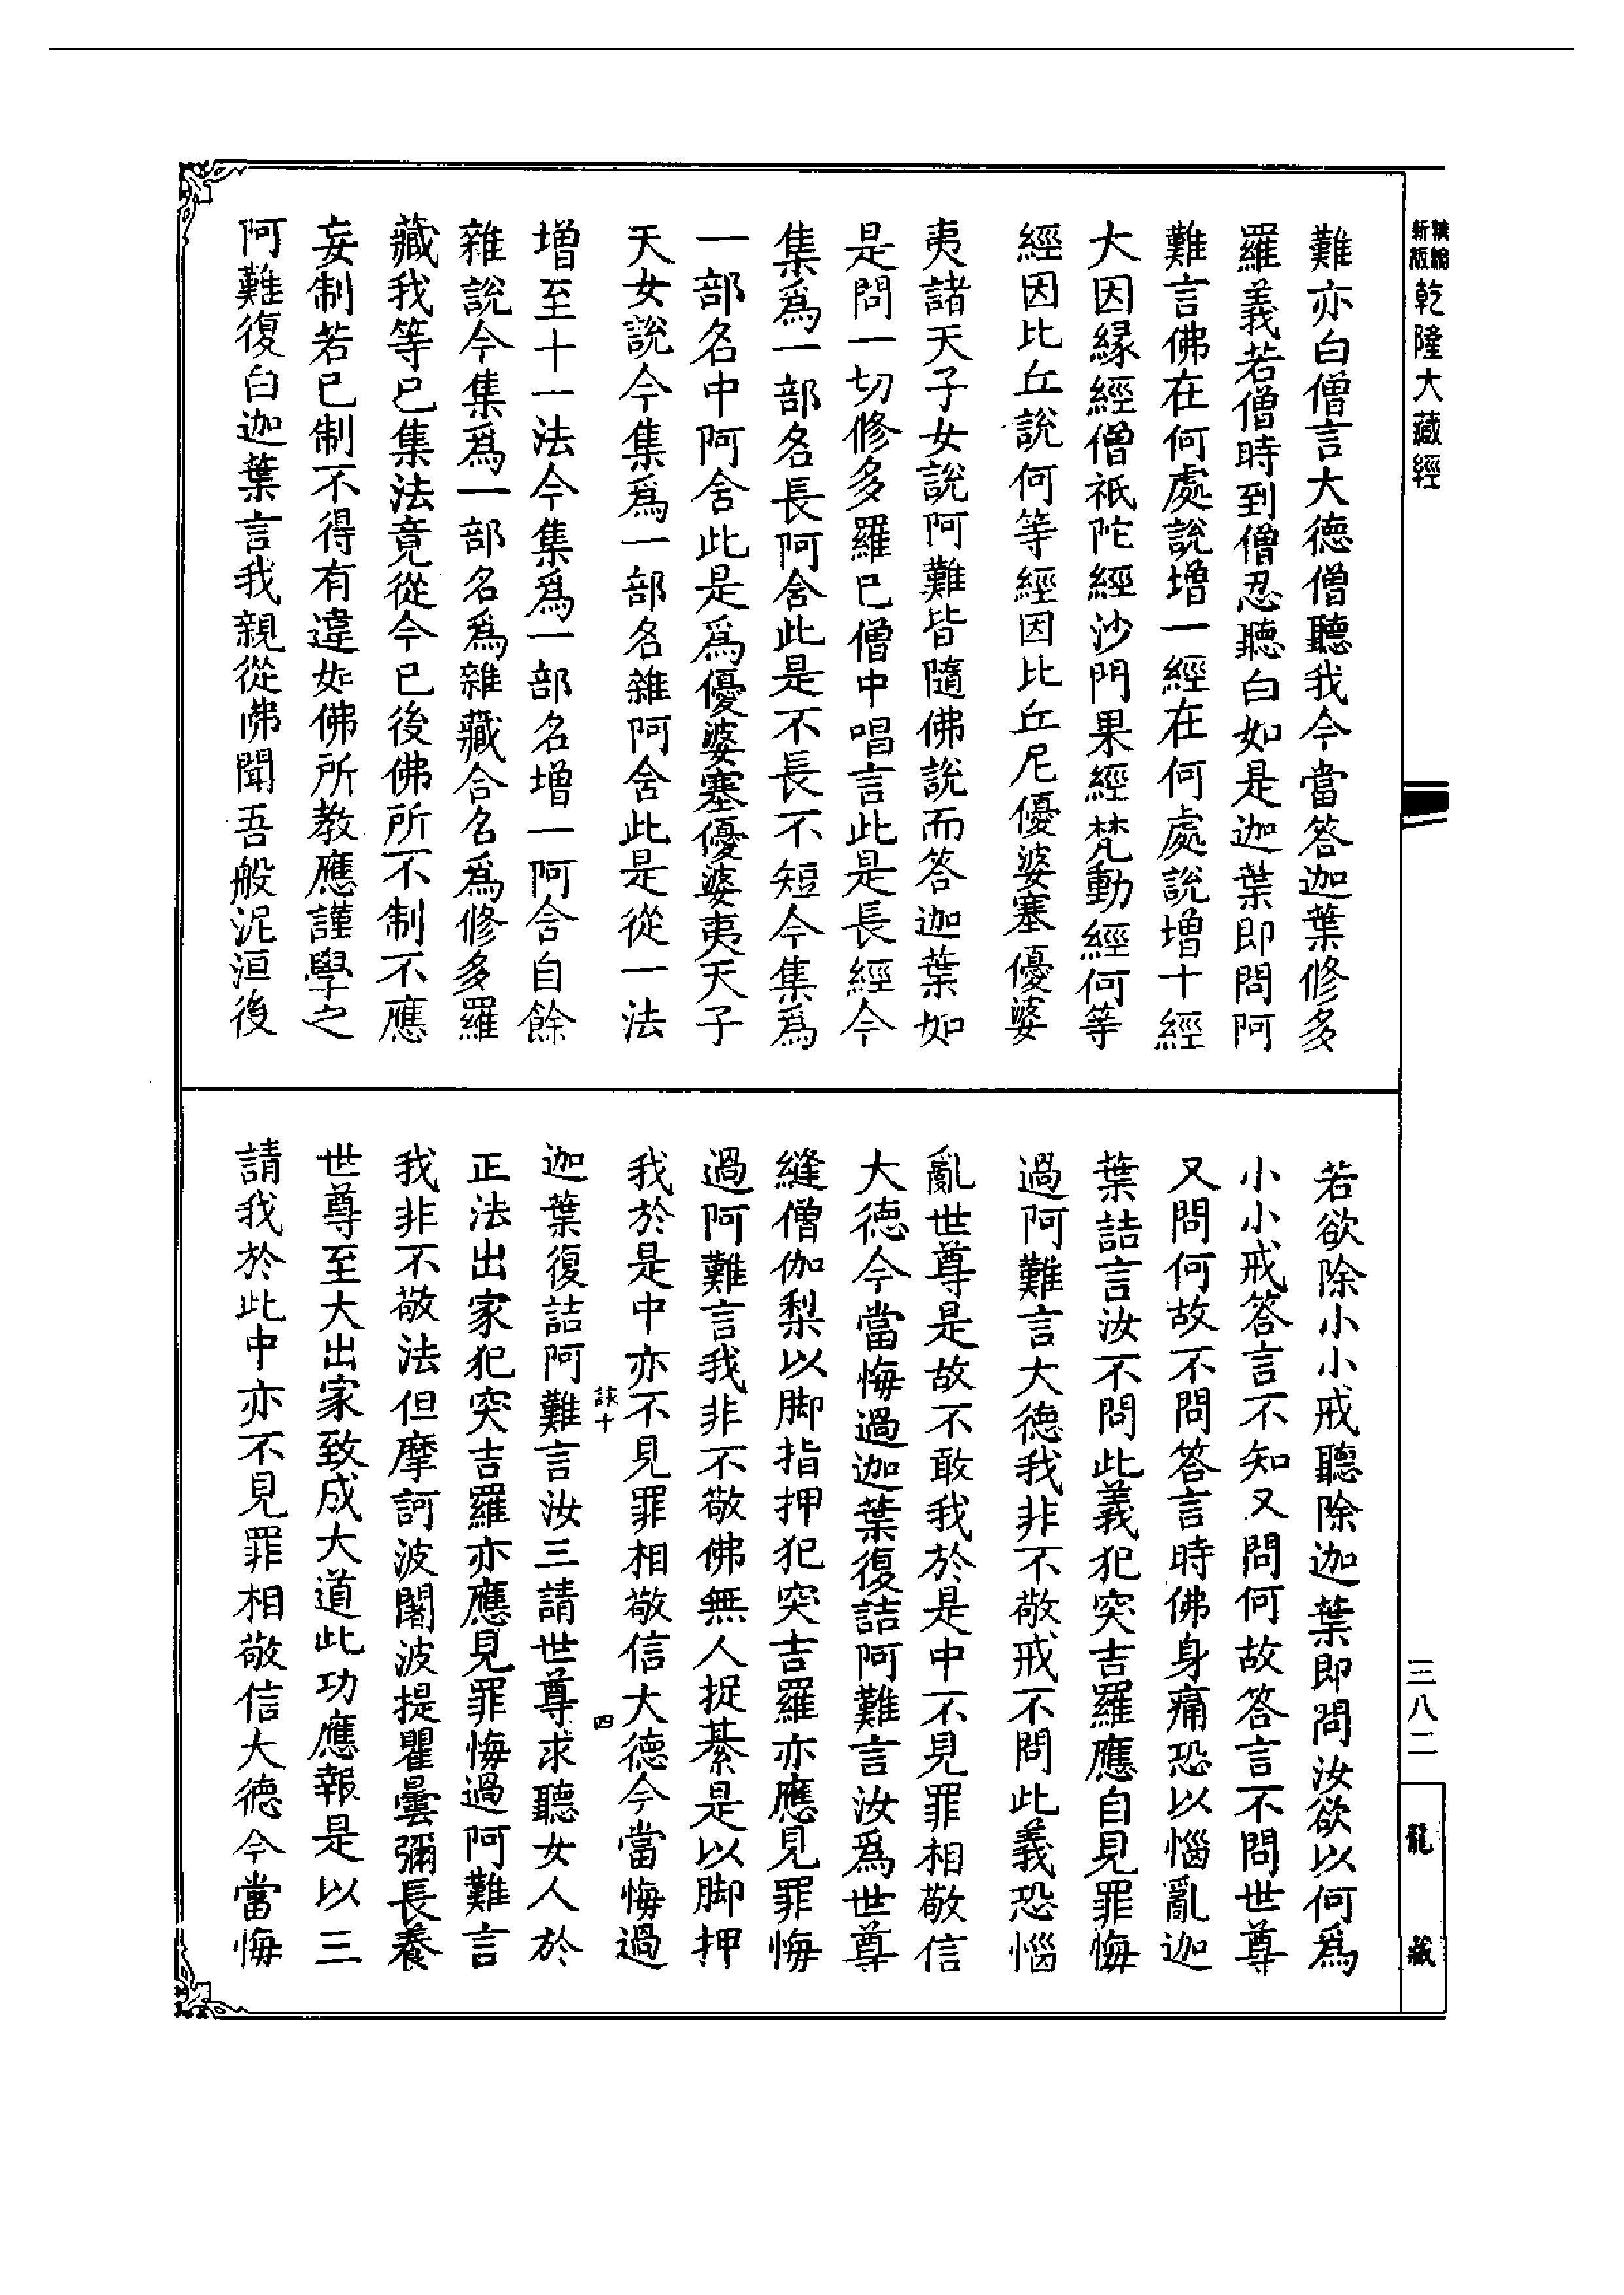 精縮新版乾隆大藏經
難亦白僧言大德僧聽我今當答迦葉修多
羅義若僧時到僧忍聽白如是迦葉即問阿
難言佛在何處說增一經在何處說增十經
大因緣經僧祇陀經沙門果經梵動經何等
經因比丘說何等經因比丘尼優婆塞優婆
夷諸天子女說阿難皆隨佛說而答迦葉如
是問一切修多羅已僧中唱言此是長經今
集為一部名長阿含此是不長不短今集為
一部名中阿含此是為優婆塞優婆夷天子
天女說今集為一部名雜阿含此是從一法
增至十一法今集為一部名增一阿含自餘
雜說今集為一部名為雜藏合名為修多羅
藏我等已集法竟從今已後佛所不制不應
妄制若已制不得有違如佛所教應謹學之
阿難復白迦葉言我親從佛聞吾般泥洹後
若欲除小小戒聽除迦葉即問汝欲以何為
小小戒答言不知又問何故答言不問世尊
又問何故不問答言時佛身痛恐以惱亂迦
葉詰言汝不問此義犯突吉羅應自見罪悔
過阿難言大德我非不敬戒不問此義恐惱
亂世尊是故不敢我於是中不見罪相敬信
大德今當悔過迦葉復詰阿難言汝為世尊
縫僧伽梨以脚指押犯突吉羅亦應見罪悔
過阿難言我非不敬佛無人捉綦是以脚押
我於是中亦不見罪相敬信大德今當悔過
十 四
迦葉復詰阿難言汝三請世尊求聽女人於
正法出家犯突吉羅亦應見罪悔過阿難言
我非不敬法但摩訶波闍波提瞿曇彌長養
世尊至大出家致成大道此功應報是以三
請我於此中亦不見罪相敬信大德今當悔
三八二
龍藏